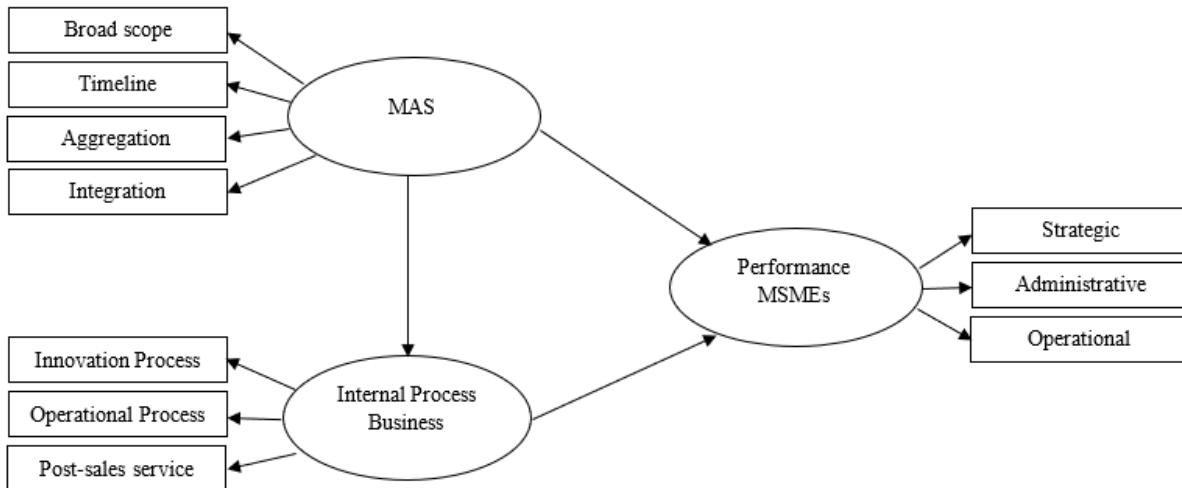 Broad scope
Timeline
Aggregation
Integration
MAS
Performance
MSMEs
Strategic
Administrative
Operational
Innovation Process
Operational Process
Post-sales service
Internal Process
Business